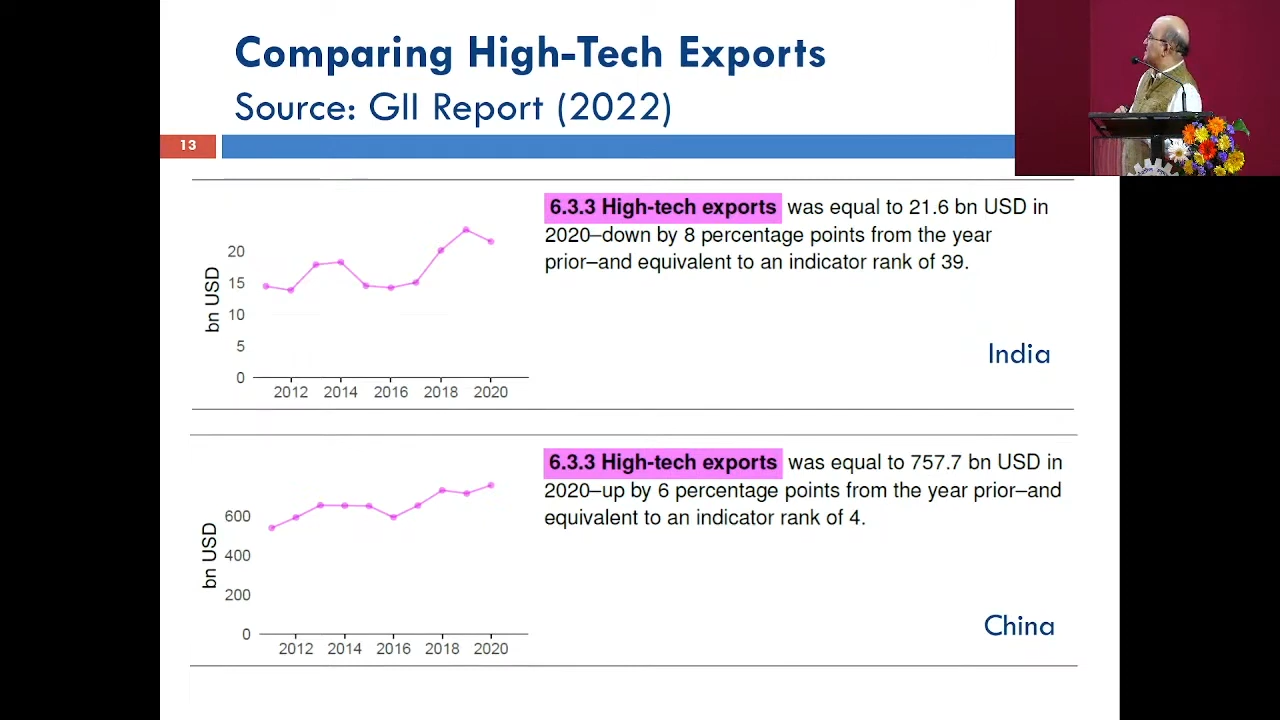 Comparing High-Tech Exports
Source: GII Report (2022)
13
20
15
10
5
0
bn USD
2012 2014 2016 2018 2020
6.3.3 High-tech exports was equal to 21.6 bn USD in
2020–down by 8 percentage points from the year
prior–and equivalent to an indicator rank of 39.
India
600
400
200
0
bn USD
2012 2014 2016 2018 2020
6.3.3 High-tech exports was equal to 757.7 bn USD in
2020–up by 6 percentage points from the year prior–and
equivalent to an indicator rank of 4.
China